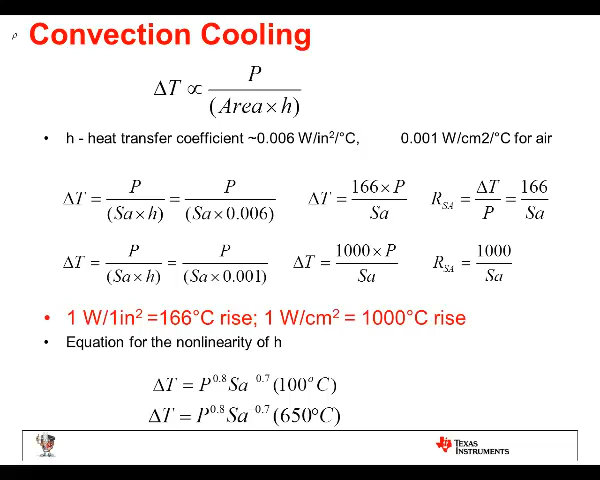 Convection Cooling
ΔT ∝ P / (Area × h)
• h - heat transfer coefficient ~0.006 W/in²/°C, 0.001 W/cm2/°C for air
ΔT = P / (Sa × h) = P / (Sa × 0.006) ΔT = 166 × P / Sa R_SA = ΔT / P = 166 / Sa
ΔT = P / (Sa × h) = P / (Sa × 0.001) ΔT = 1000 × P / Sa R_SA = 1000 / Sa
• 1 W/1in² =166°C rise; 1 W/cm² = 1000°C rise
• Equation for the nonlinearity of h
ΔT = P^0.8 Sa^0.7 (100°C)
ΔT = P^0.8 Sa^0.7 (650°C)
TEXAS
INSTRUMENTS